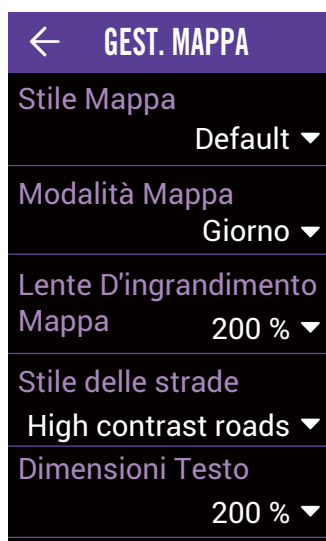 GEST. MAPPA
Stile Mappa
Default
Modalità Mappa
Giorno
Lente D'ingrandimento
Mappa
200 %
Stile delle strade
High contrast roads
Dimensioni Testo
200 %